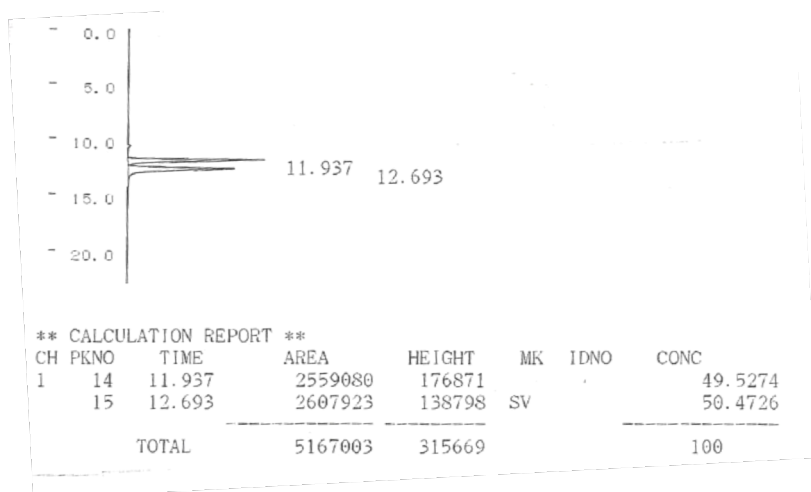 0.0
5.0
10.0
11.937 12.693
15.0
20.0
** CALCULATION REPORT **
CH PKNO TIME AREA HEIGHT MK IDNO CONC
1 14 11.937 2559080 176871 49.5274
15 12.693 2607923 138798 SV 50.4726
TOTAL 5167003 315669 100